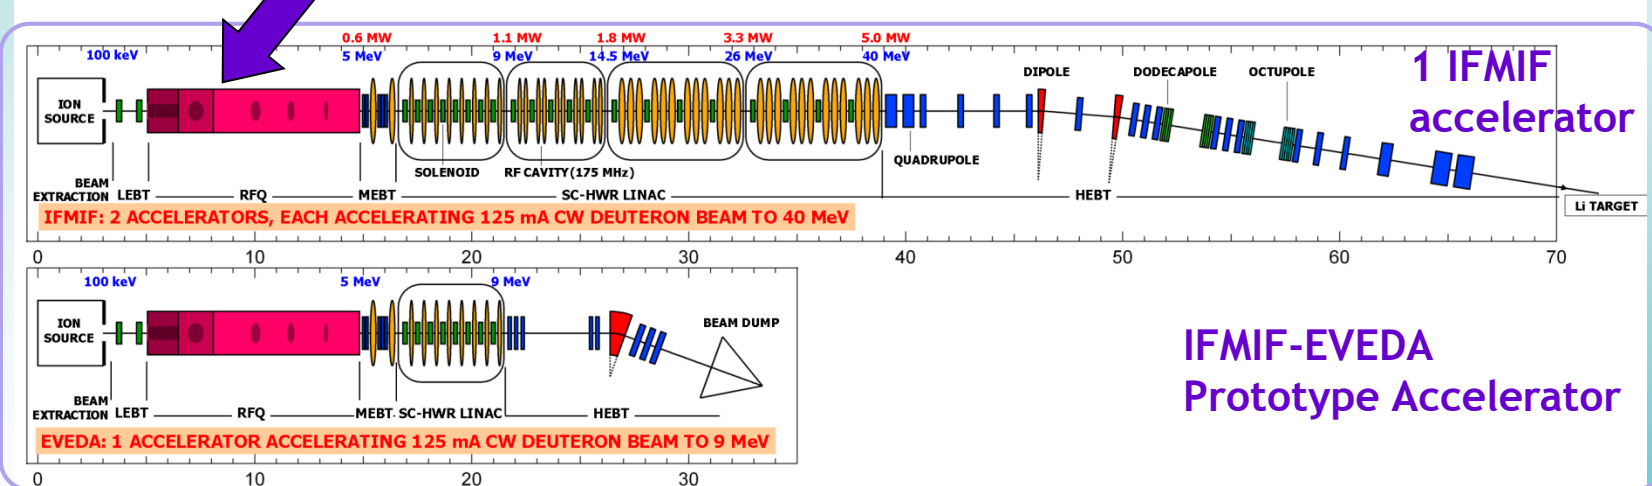 0.6 MW 1.1 MW 1.8 MW 3.3 MW 5.0 MW
100 keV 5 MeV 9 MeV 14.5 MeV 26 MeV 40 MeV
1 IFMIF
accelerator
DIPOLE DODECAPOLE OCTUPOLE
ION
SOURCE
QUADRUPOLE
SOLENOID RF CAVITY (175 MHz)
BEAM
EXTRACTION LEBT RFQ MEBT SC-HWR LINAC HEBT
Li TARGET
IFMIF: 2 ACCELERATORS, EACH ACCELERATING 125 mA CW DEUTERON BEAM TO 40 MeV
0 10 20 30 40 50 60 70
100 keV 5 MeV 9 MeV
ION
SOURCE
BEAM DUMP
IFMIF-EVEDA
Prototype Accelerator
BEAM
EXTRACTION LEBT RFQ MEBT SC-HWR LINAC HEBT
EVEDA: 1 ACCELERATOR ACCELERATING 125 mA CW DEUTERON BEAM TO 9 MeV
0 10 20 30